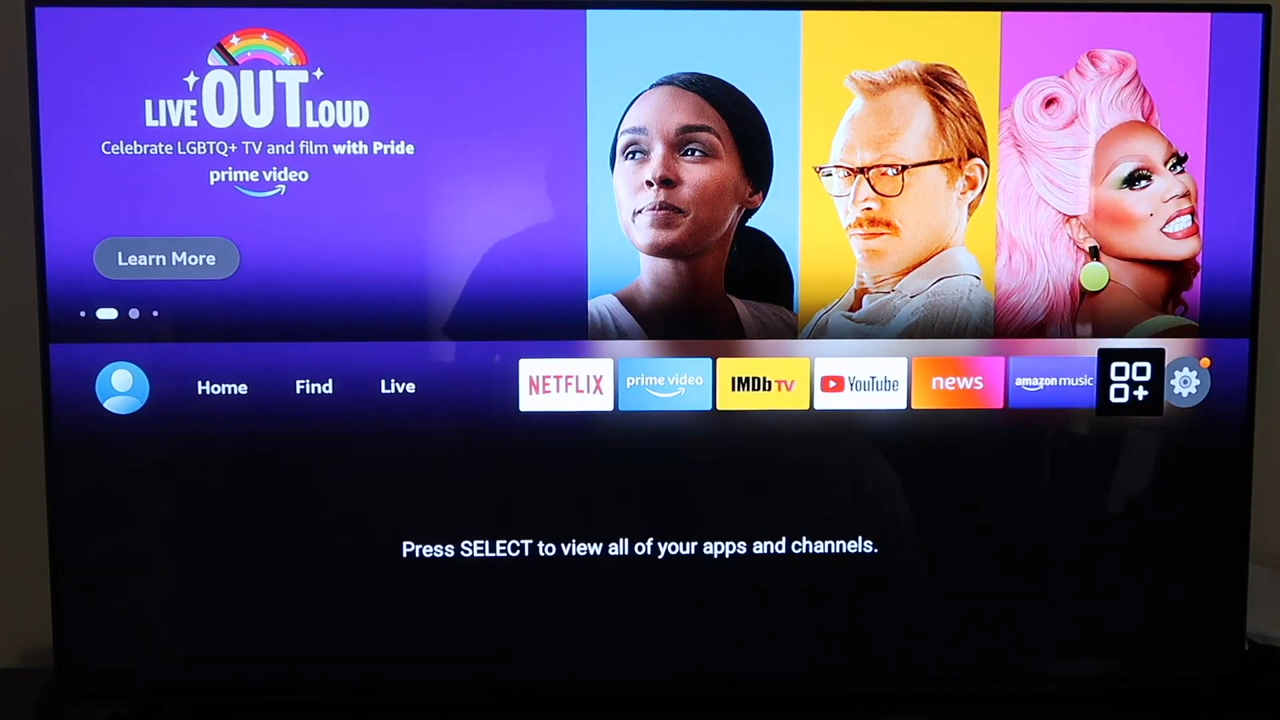 LIVE OUT LOUD
Celebrate LGBTQ+ TV and film with Pride
prime video
Learn More
Home Find Live NETFLIX prime video IMDb TV YouTube news amazon music
Press SELECT to view all of your apps and channels.